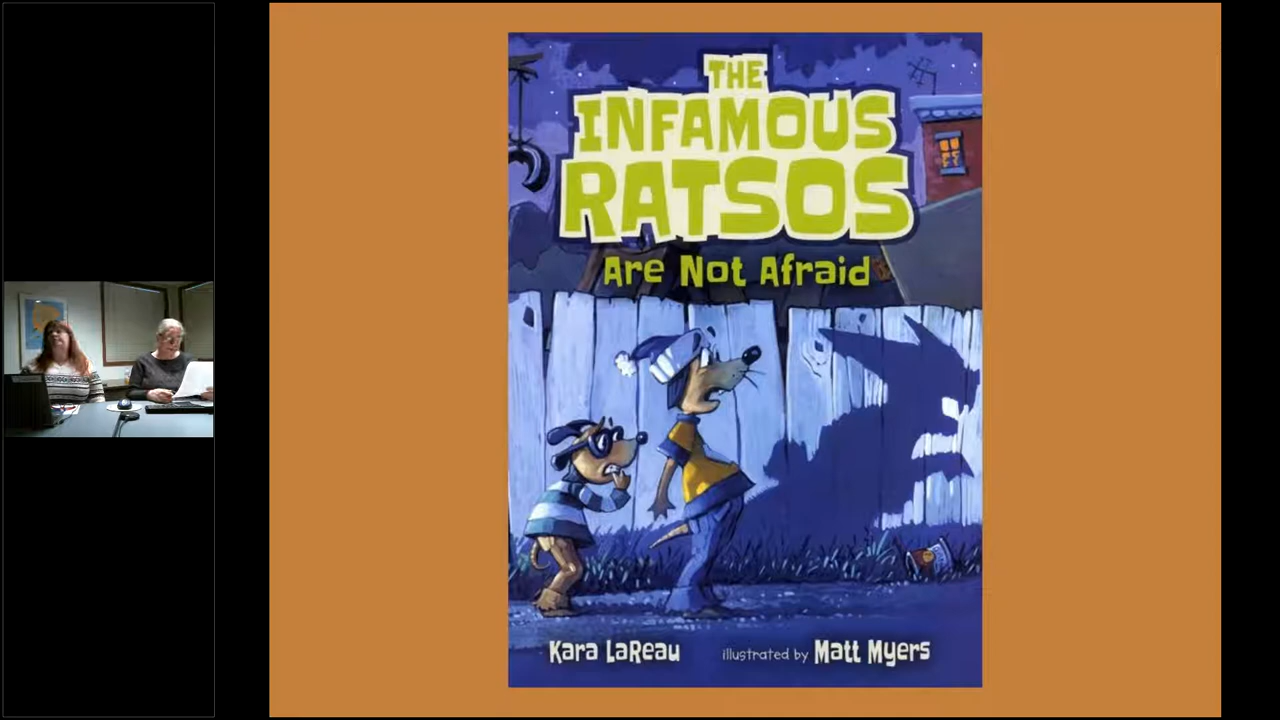 THE
INFAMOUS
RATSOS
Are Not Afraid
Kara LaReau
illustrated by Matt Myers